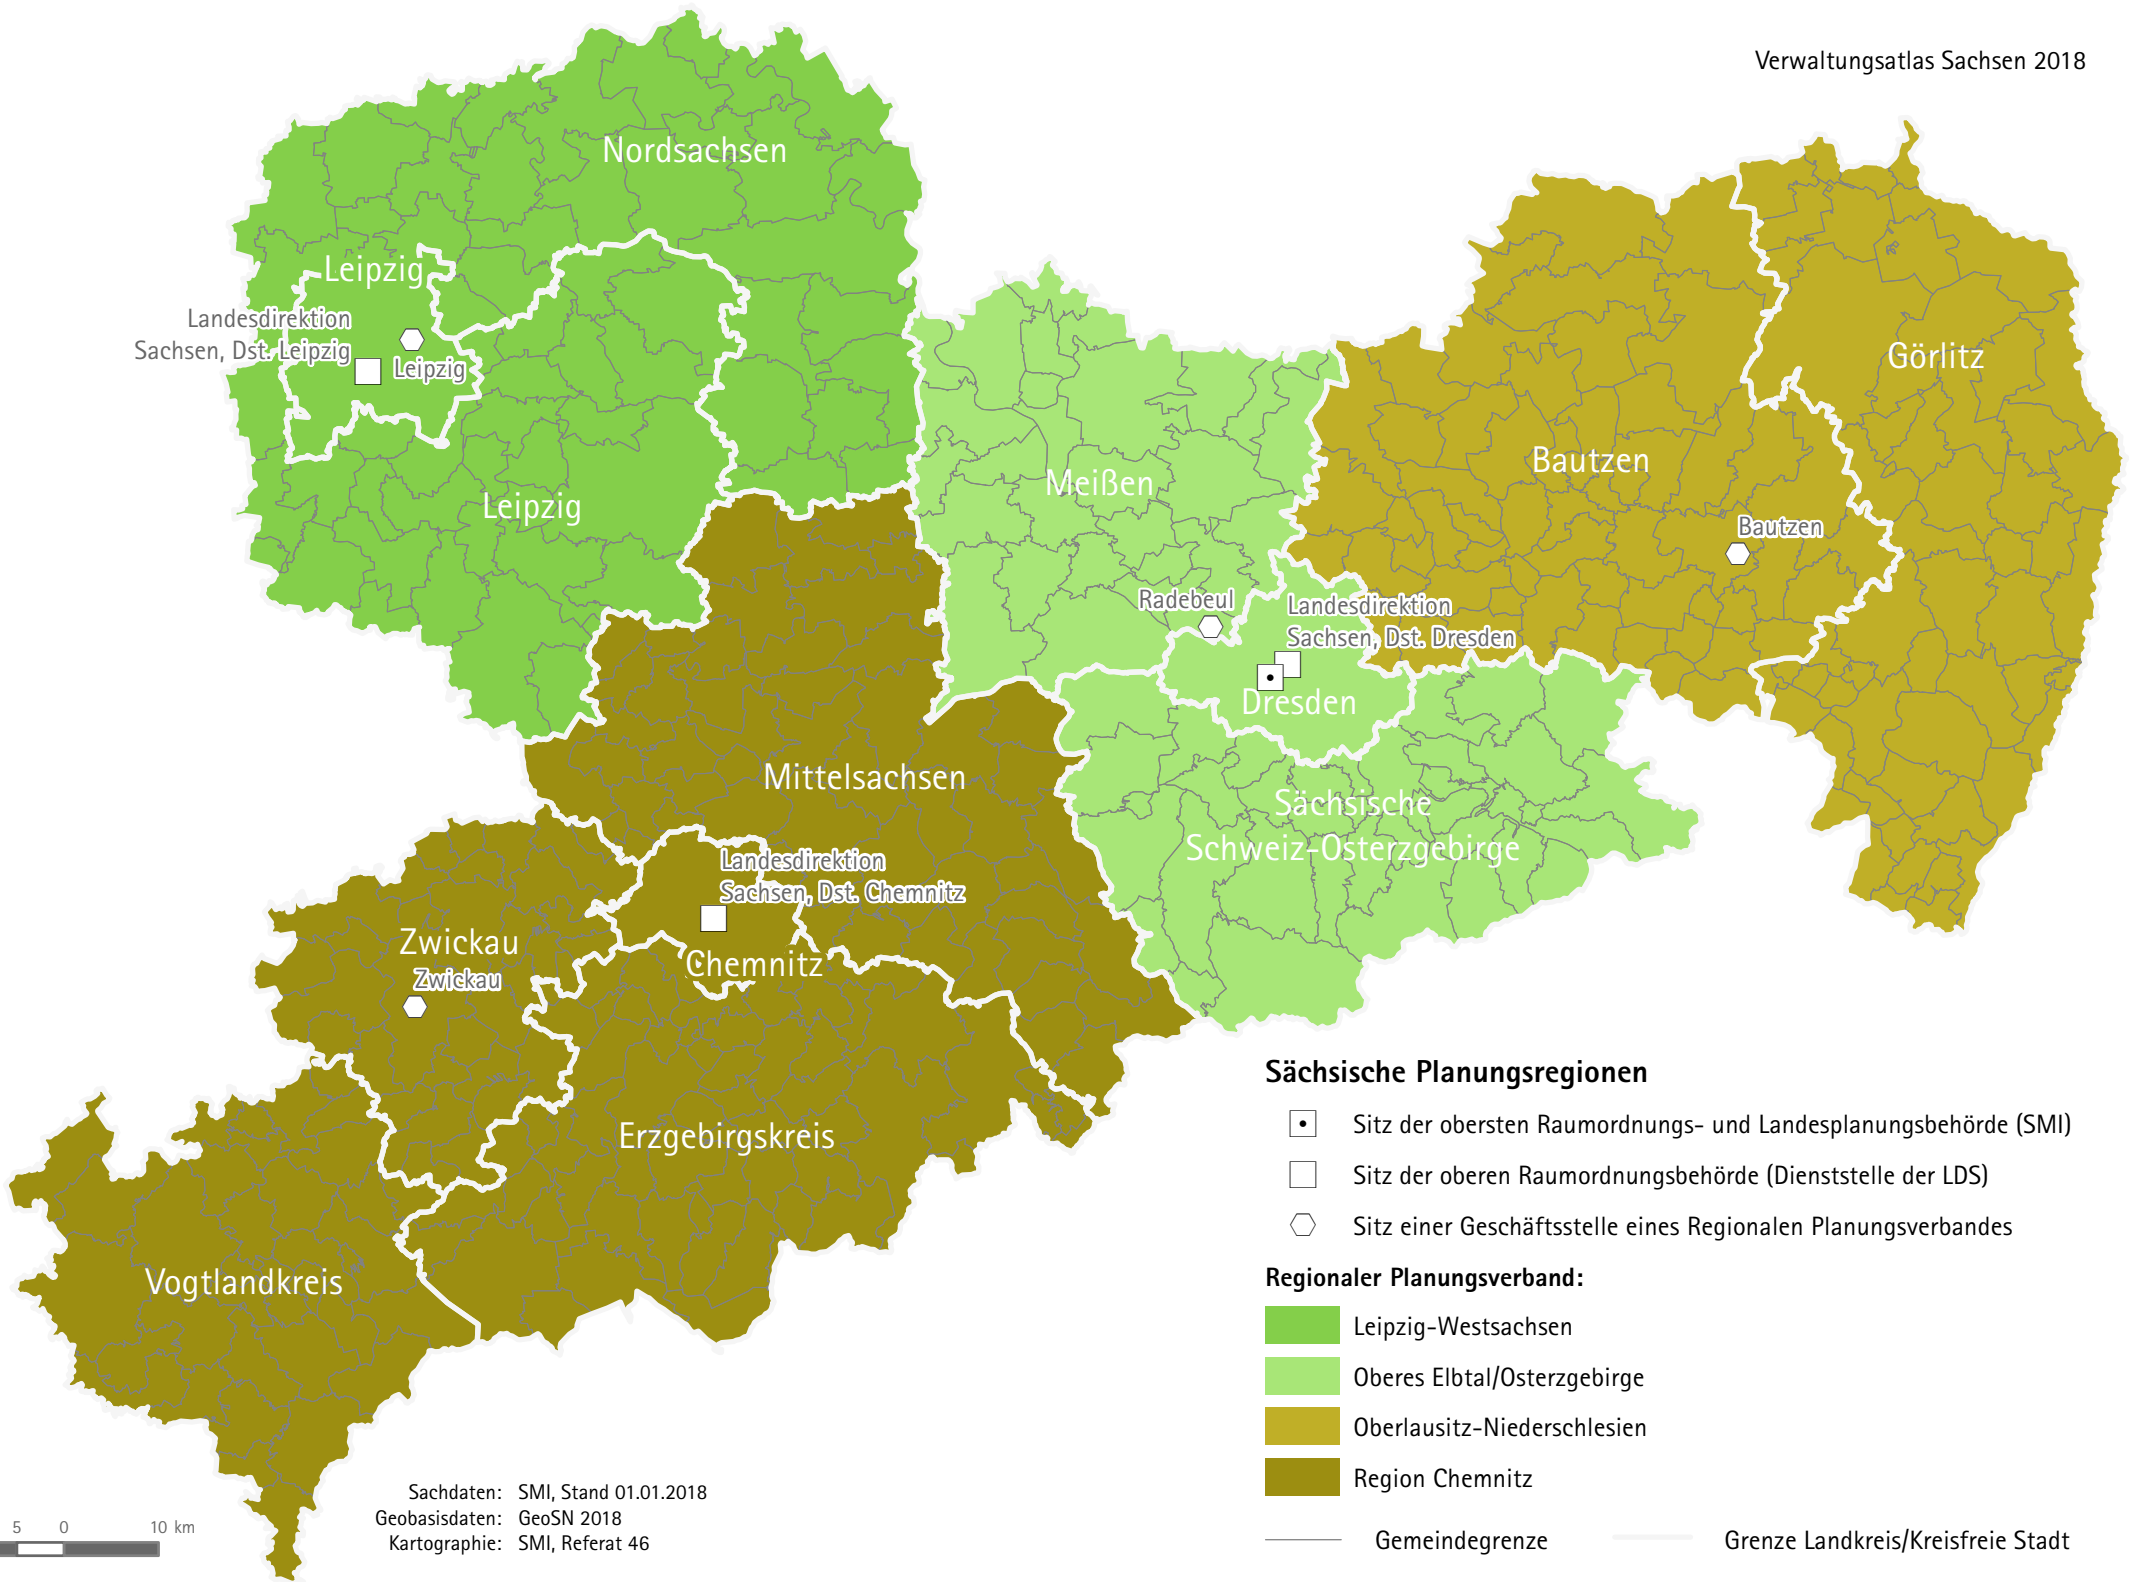 Verwaltungsatlas Sachsen 2018
Nordsachsen
Leipzig
Landesdirektion
Sachsen, Dst. Leipzig
Leipzig
Görlitz
Bautzen
Meißen
Leipzig
Bautzen
Radebeul
Landesdirektion
Sachsen, Dst. Dresden
Dresden
Mittelsachsen
Sächsische
Schweiz-Osterzgebirge
Landesdirektion
Sachsen, Dst. Chemnitz
Zwickau
Zwickau
Chemnitz
Erzgebirgskreis
Vogtlandkreis
Sächsische Planungsregionen
Sitz der obersten Raumordnungs- und Landesplanungsbehörde (SMI)
Sitz der oberen Raumordnungsbehörde (Dienststelle der LDS)
Sitz einer Geschäftsstelle eines Regionalen Planungsverbandes
Regionaler Planungsverband:
Leipzig-Westsachsen
Oberes Elbtal/Osterzgebirge
Oberlausitz-Niederschlesien
Region Chemnitz
Gemeindegrenze Grenze Landkreis/Kreisfreie Stadt
Sachdaten: SMI, Stand 01.01.2018
Geobasisdaten: GeoSN 2018
Kartographie: SMI, Referat 46
5 0 10 km